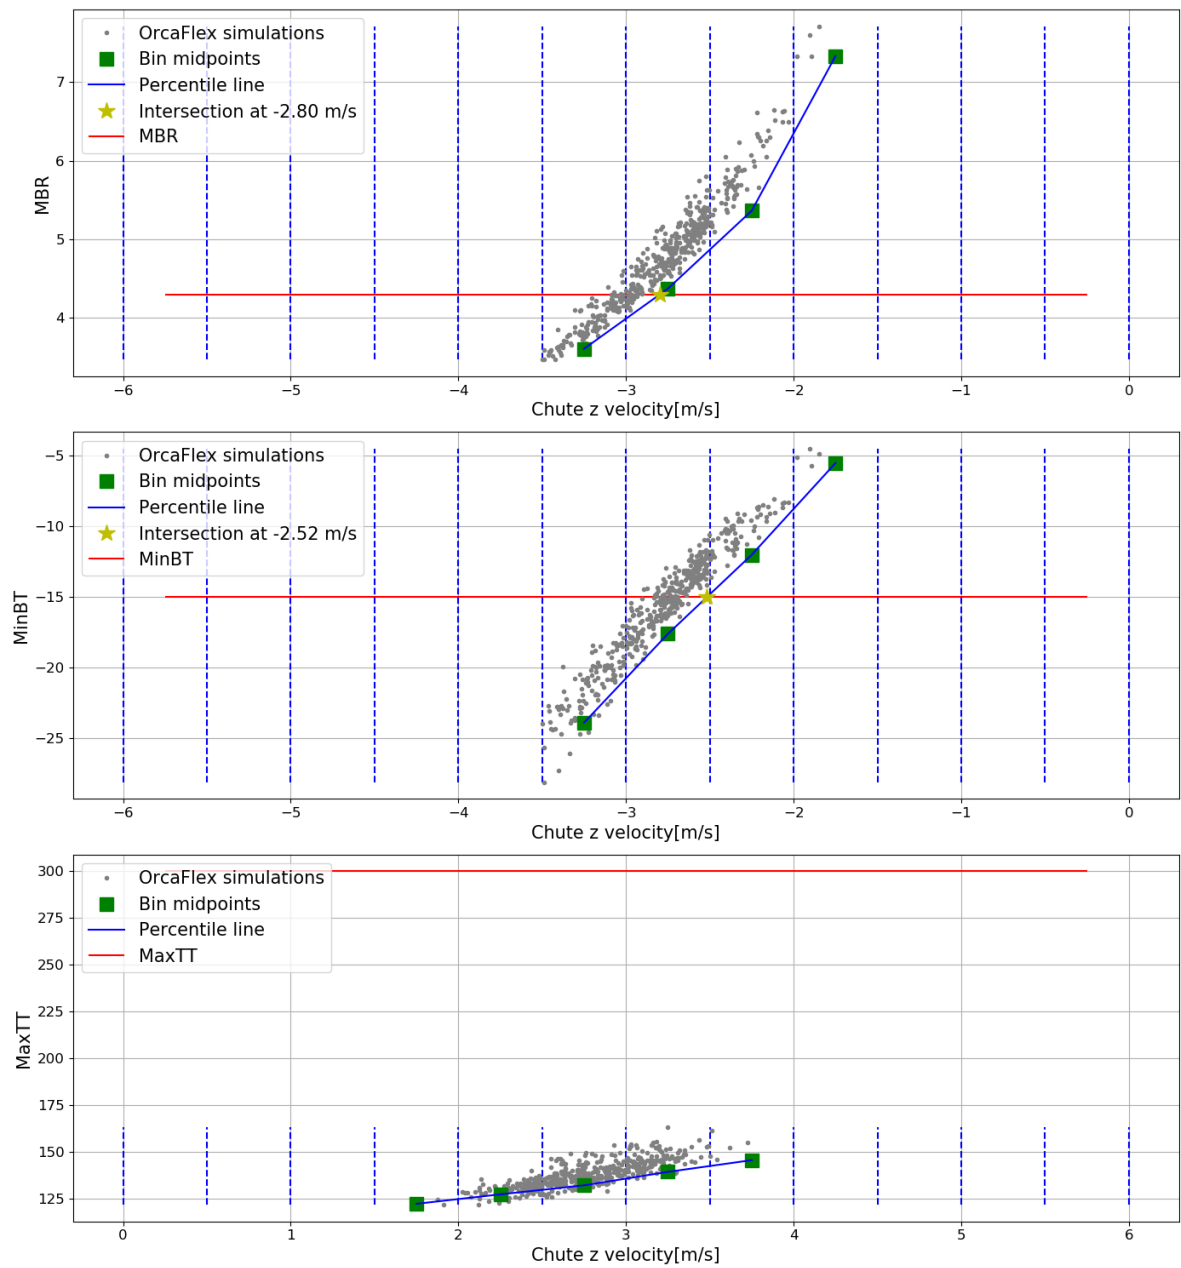 OrcaFlex simulations
Bin midpoints
Percentile line
Intersection at -2.80 m/s
MBR
7
6
5
4
MBR
−6 −5 −4 −3 −2 −1 0
Chute z velocity[m/s]
OrcaFlex simulations
Bin midpoints
Percentile line
Intersection at -2.52 m/s
MinBT
−5
−10
−15
−20
−25
MinBT
−6 −5 −4 −3 −2 −1 0
Chute z velocity[m/s]
OrcaFlex simulations
Bin midpoints
Percentile line
MaxTT
300
275
250
225
200
175
150
125
MaxTT
0 1 2 3 4 5 6
Chute z velocity[m/s]